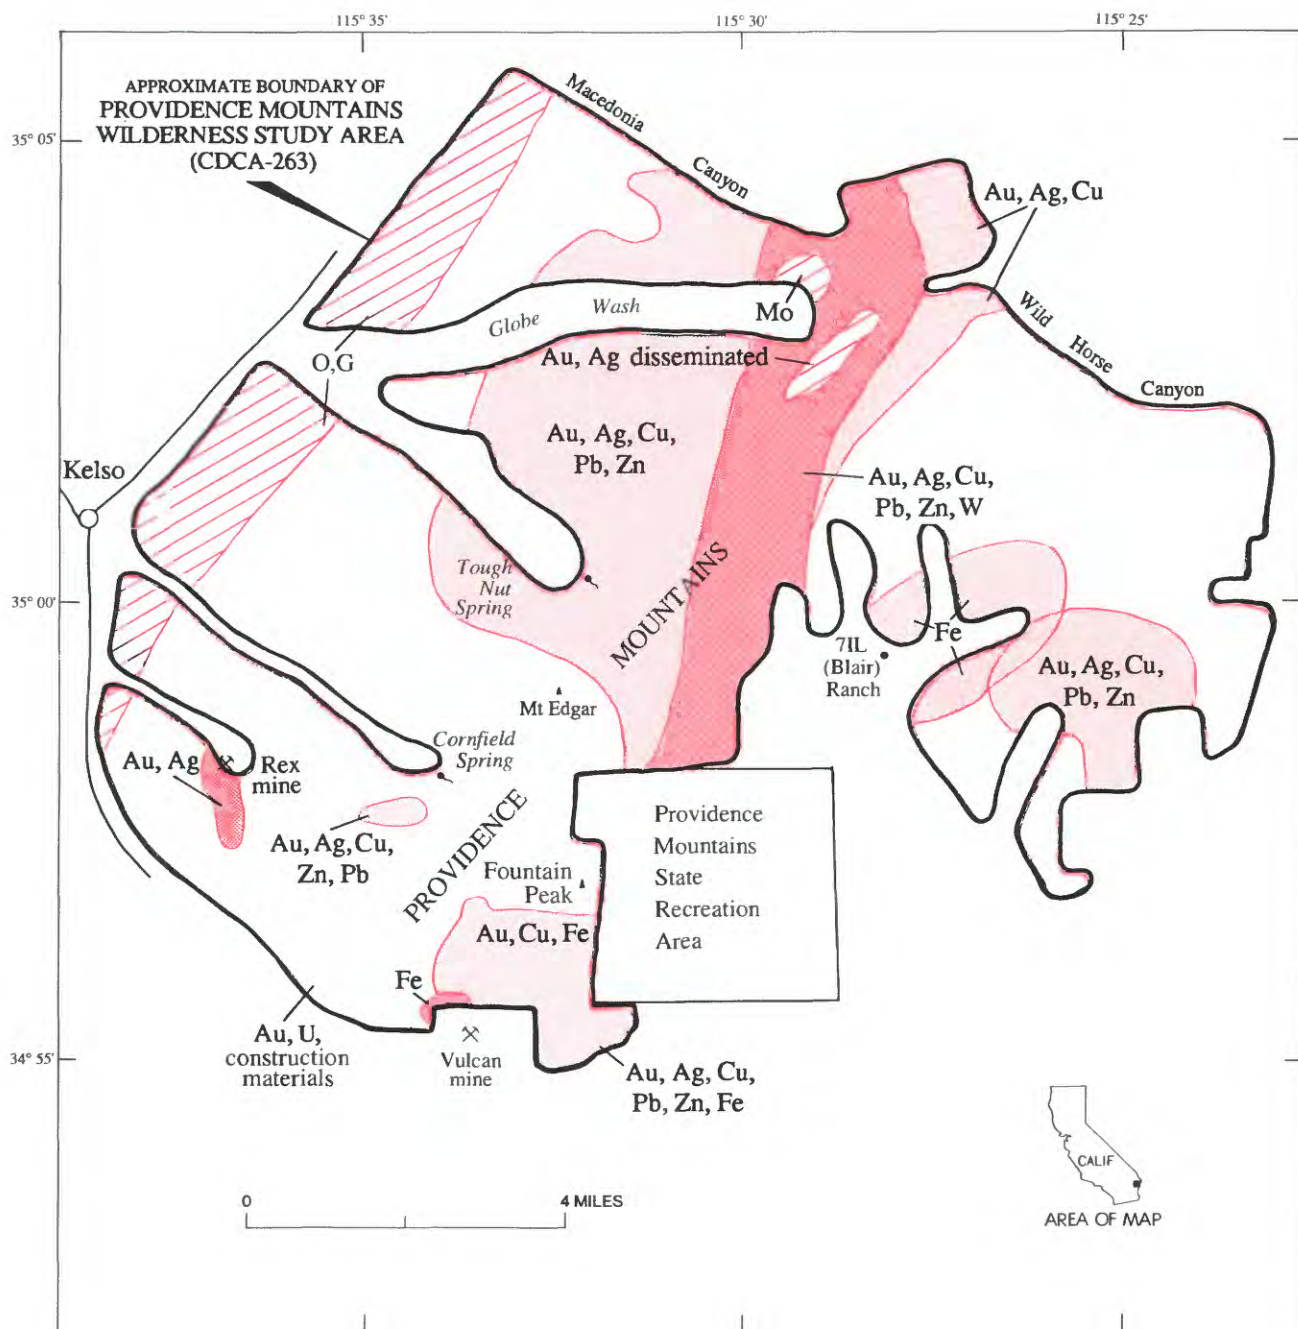 115° 35'
115° 30'
115° 25'
APPROXIMATE BOUNDARY OF
PROVIDENCE MOUNTAINS
WILDERNESS STUDY AREA
(CDCA-263)
35° 05'
Macedonia
Canyon
Au, Ag, Cu
Globe Wash
Mo
Wild
Horse
Canyon
Au, Ag disseminated
O,G
Au, Ag, Cu,
Pb, Zn
Kelso
Au, Ag, Cu,
Pb, Zn, W
Tough
Nut
Spring
35° 00'
MOUNTAINS
Fe
7IL
(Blair)
Ranch
Au, Ag, Cu,
Pb, Zn
Mt Edgar
Cornfield
Spring
Au, Ag
Rex
mine
PROVIDENCE
Providence
Mountains
State
Recreation
Area
Au, Ag, Cu,
Zn, Pb
Fountain
Peak
Au, Cu, Fe
Fe
Au, U,
construction
materials
34° 55'
Vulcan
mine
Au, Ag, Cu,
Pb, Zn, Fe
CALIF
AREA OF MAP
0
4 MILES